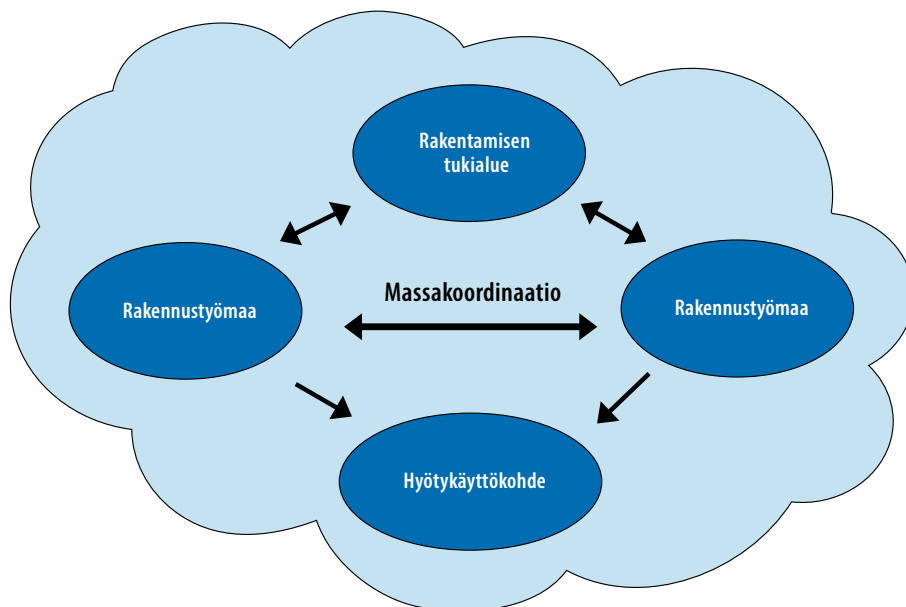 Rakentamisen
tukialue
Rakennustyömaa
Massakoordinaatio
Rakennustyömaa
Hyötykäyttökohde